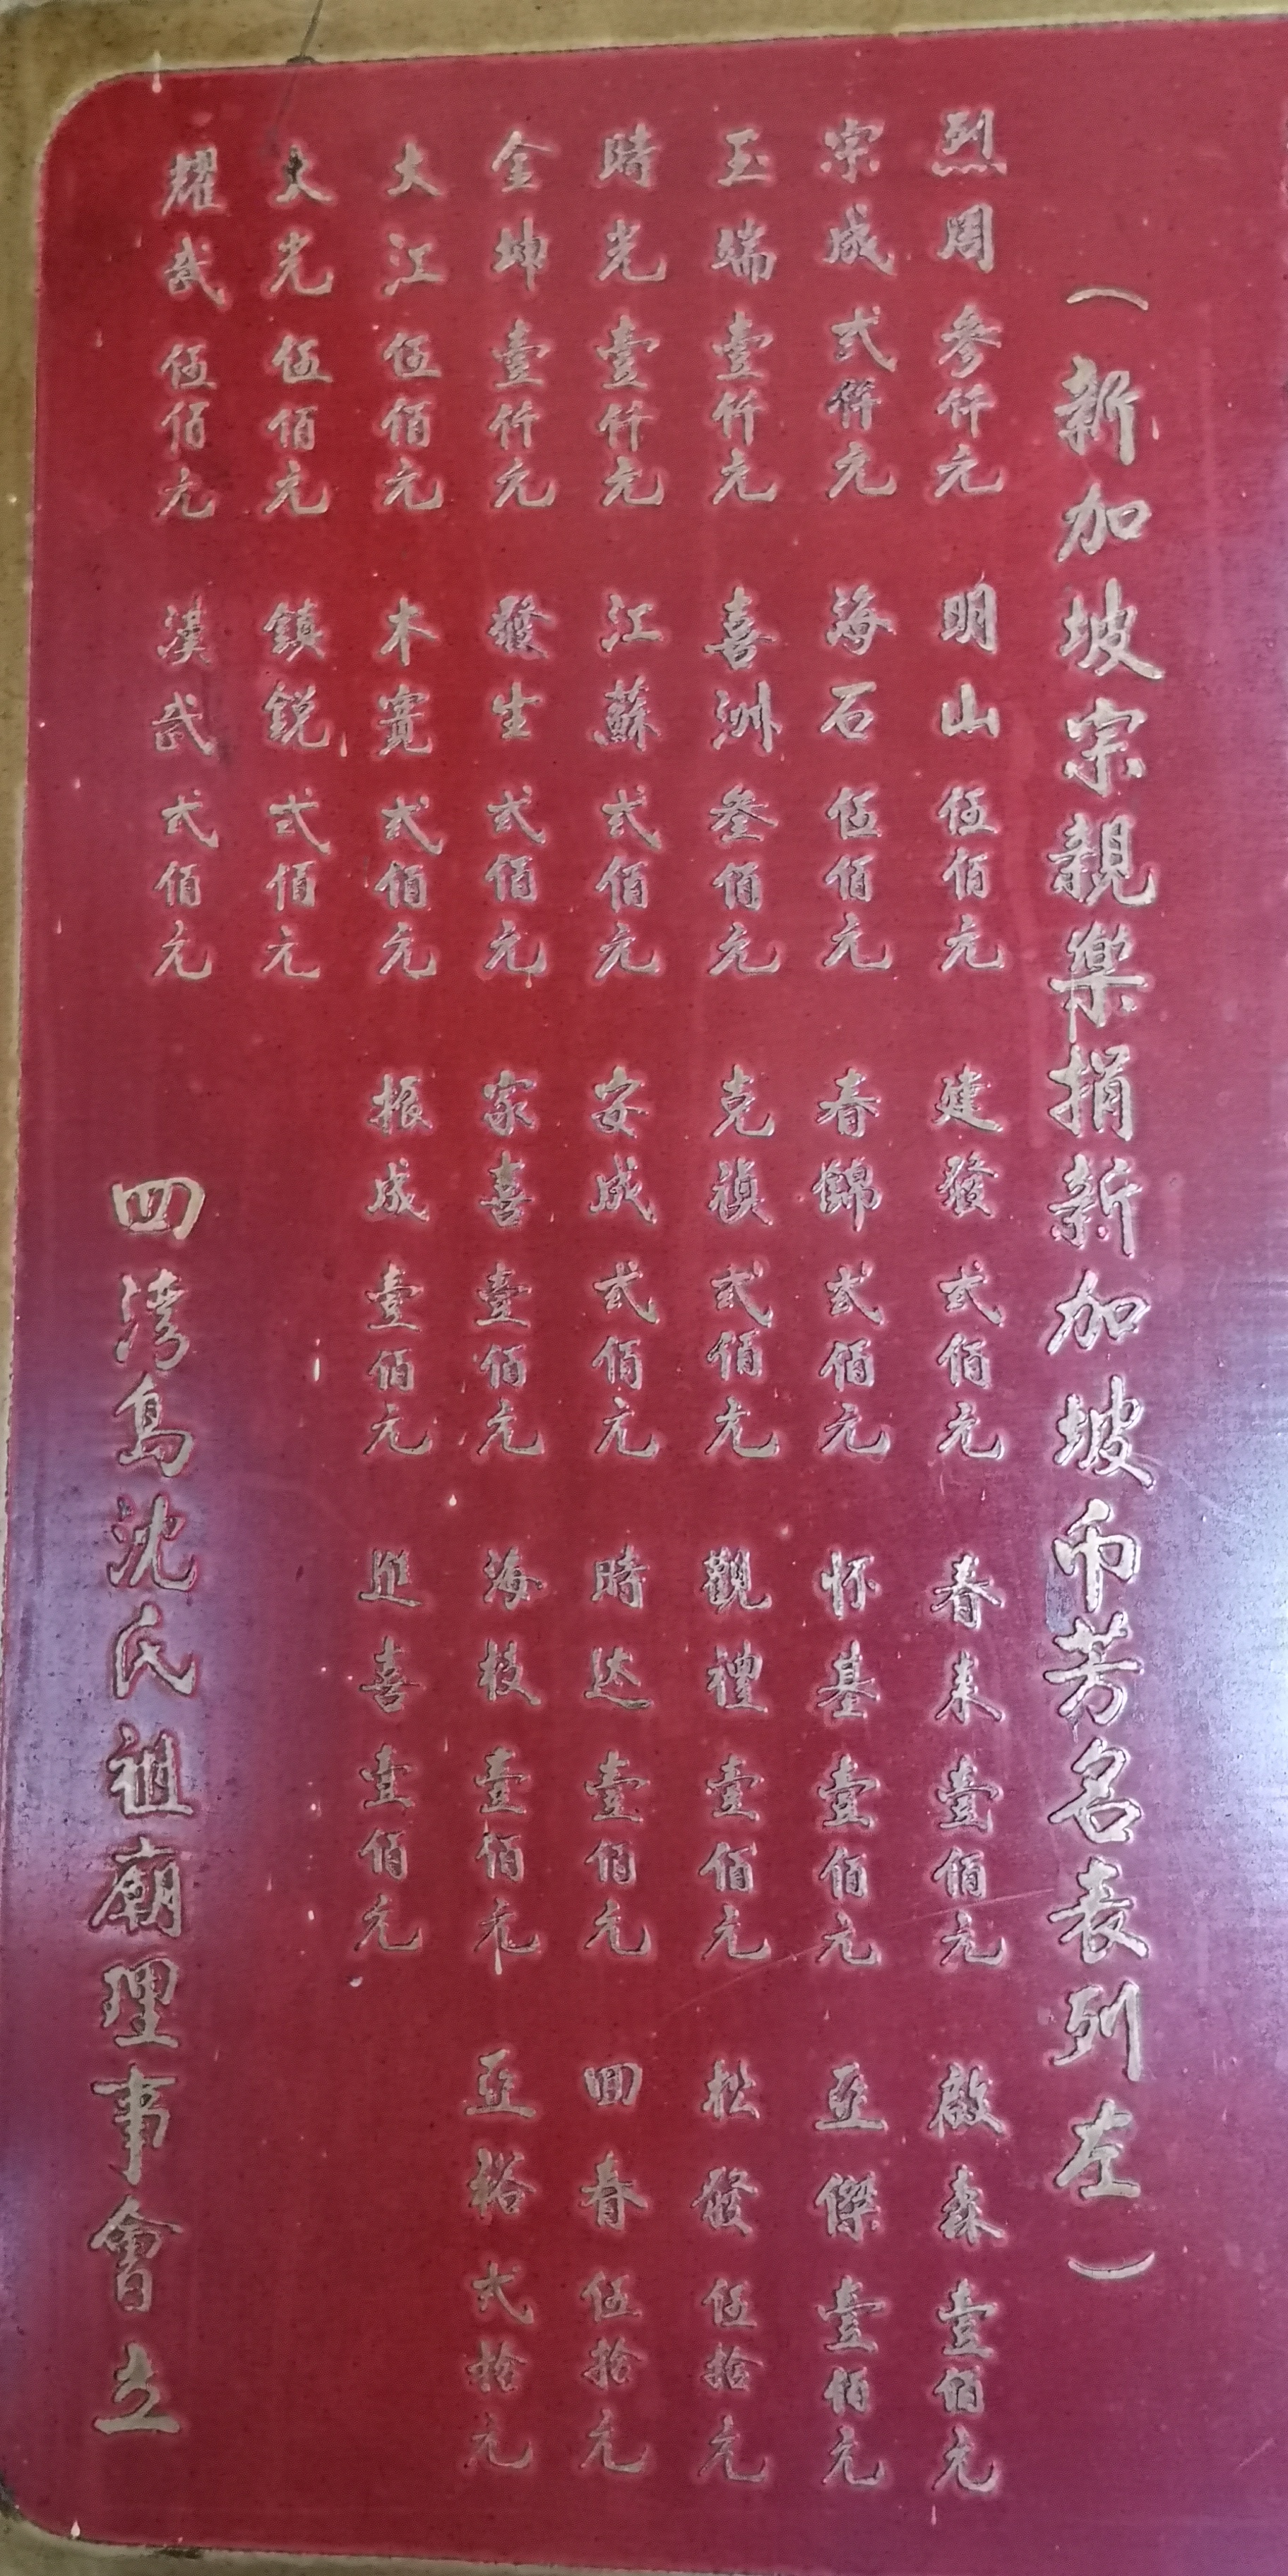 （新加坡宗親樂捐新加坡币芳名表列左）
烈周參仟元 明山伍佰元 建發弍佰元 春來壹佰元 啟森壹佰元
宗成弍仟元 海石伍佰元 春錦弍佰元 怀基壹佰元 亞傑壹佰元
玉端壹仟元 喜洲叄佰元 克禎弍佰元 觀禮壹佰元 松發伍拾元
時光壹仟元 江蘇弍佰元 安成弍佰元 時达壹佰元 回春伍拾元
金坤壹仟元 發生弍佰元 家喜壹佰元 海枝壹佰元 亞裕弍拾元
大江伍佰元 木寬弍佰元 振成壹佰元 進喜壹佰元
大光伍佰元 鎮銳弍佰元
耀武伍佰元 漢武弍佰元
四湾島沈氏祖廟理事會立